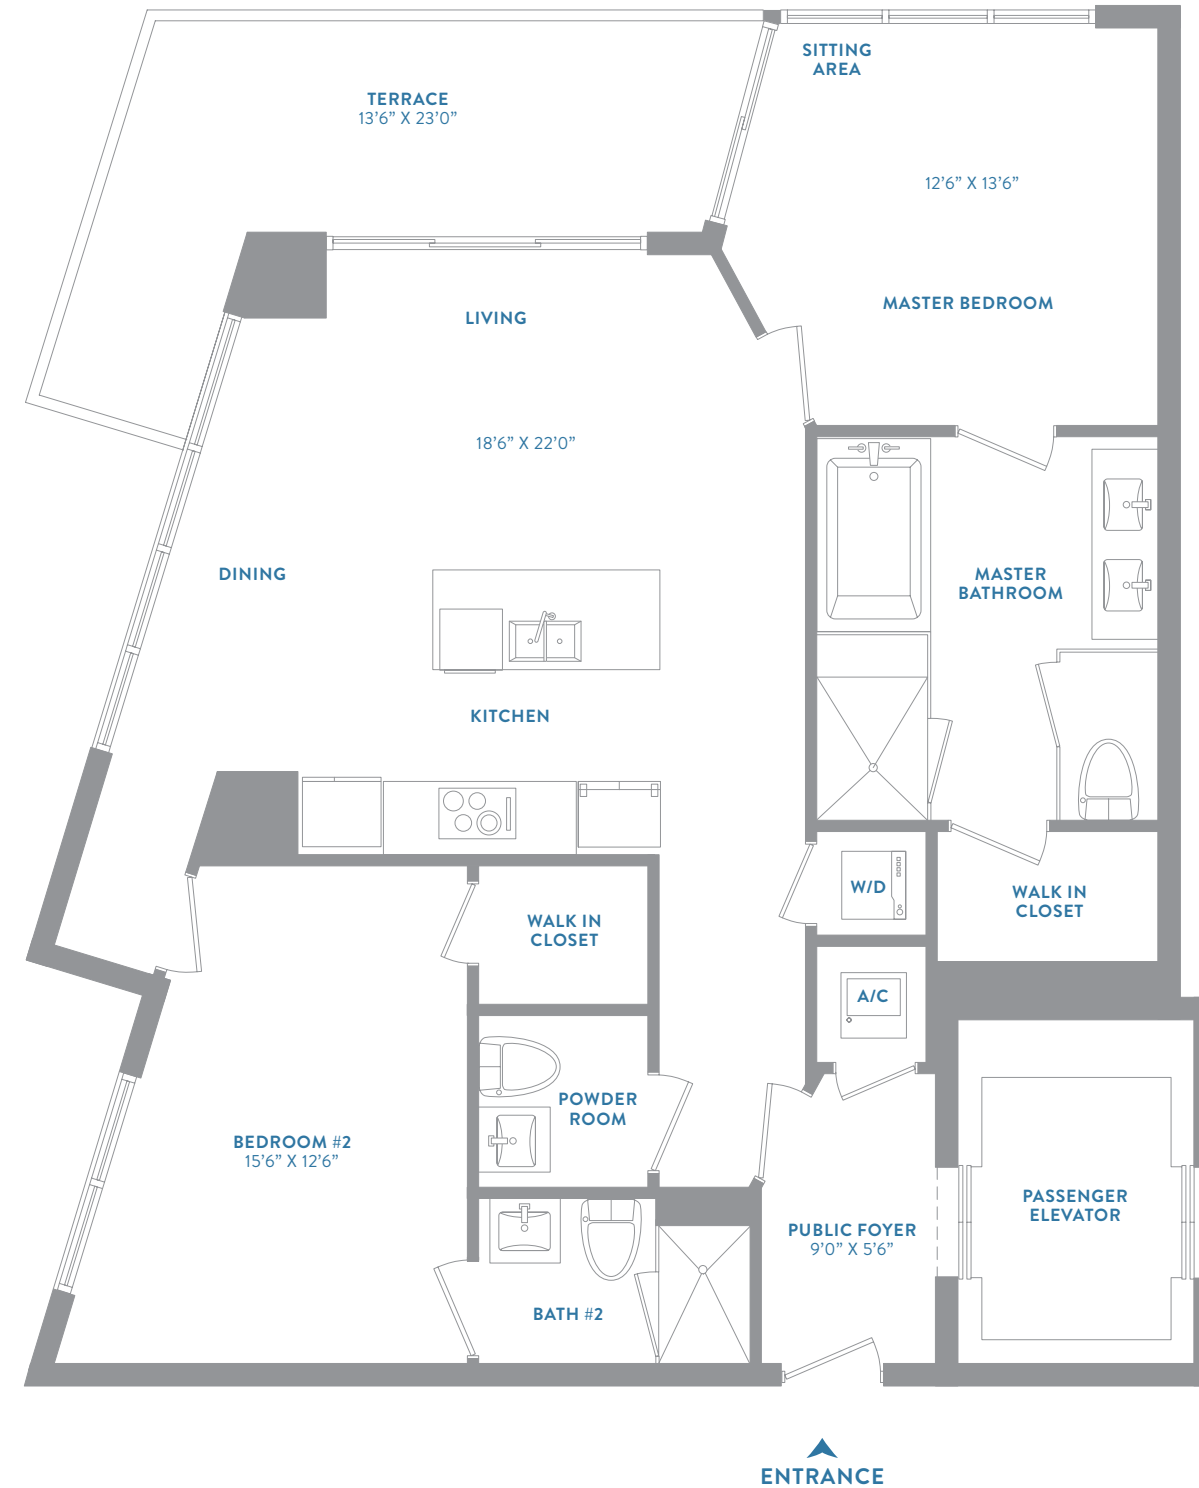 SITTING
AREA
TERRACE
13’6” X 23’0”
12’6” X 13’6”
MASTER BEDROOM
LIVING
18’6” X 22’0”
DINING
MASTER
BATHROOM
KITCHEN
W/D
WALK IN
CLOSET
WALK IN
CLOSET
A/C
POWDER
ROOM
BEDROOM #2
15’6” X 12’6”
PASSENGER
ELEVATOR
PUBLIC FOYER
9’0” X 5’6”
BATH #2
ENTRANCE